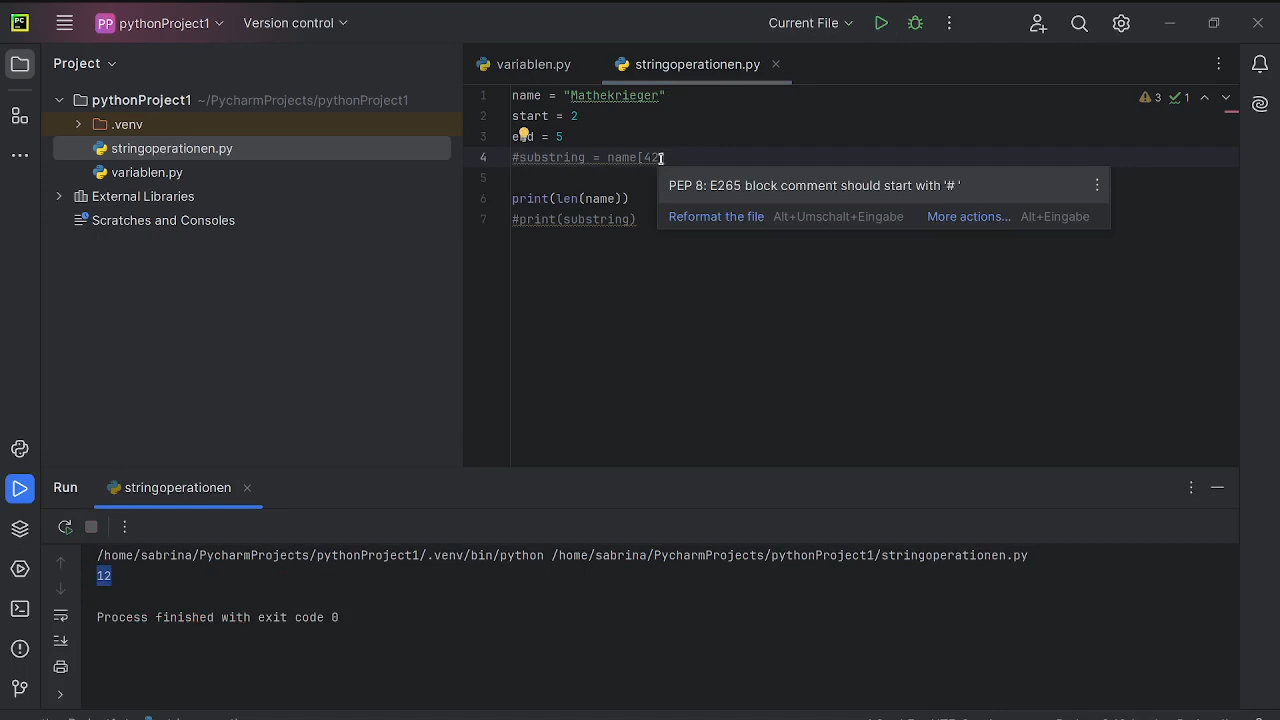 PC
PP pythonProject1
Version control
Current File
Project
variablen.py
stringoperationen.py
pythonProject1 ~/PycharmProjects/pythonProject1
.venv
stringoperationen.py
variablen.py
External Libraries
Scratches and Consoles
3 1
1 name = "Mathekrieger"
2 start = 2
3 end = 5
4 #substring = name[42]
5
6 print(len(name))
7 #print(substring)
PEP 8: E265 block comment should start with '# '
Reformat the file Alt+Umschalt+Eingabe More actions... Alt+Eingabe
Run
stringoperationen
/home/sabrina/PycharmProjects/pythonProject1/.venv/bin/python /home/sabrina/PycharmProjects/pythonProject1/stringoperationen.py
12
Process finished with exit code 0